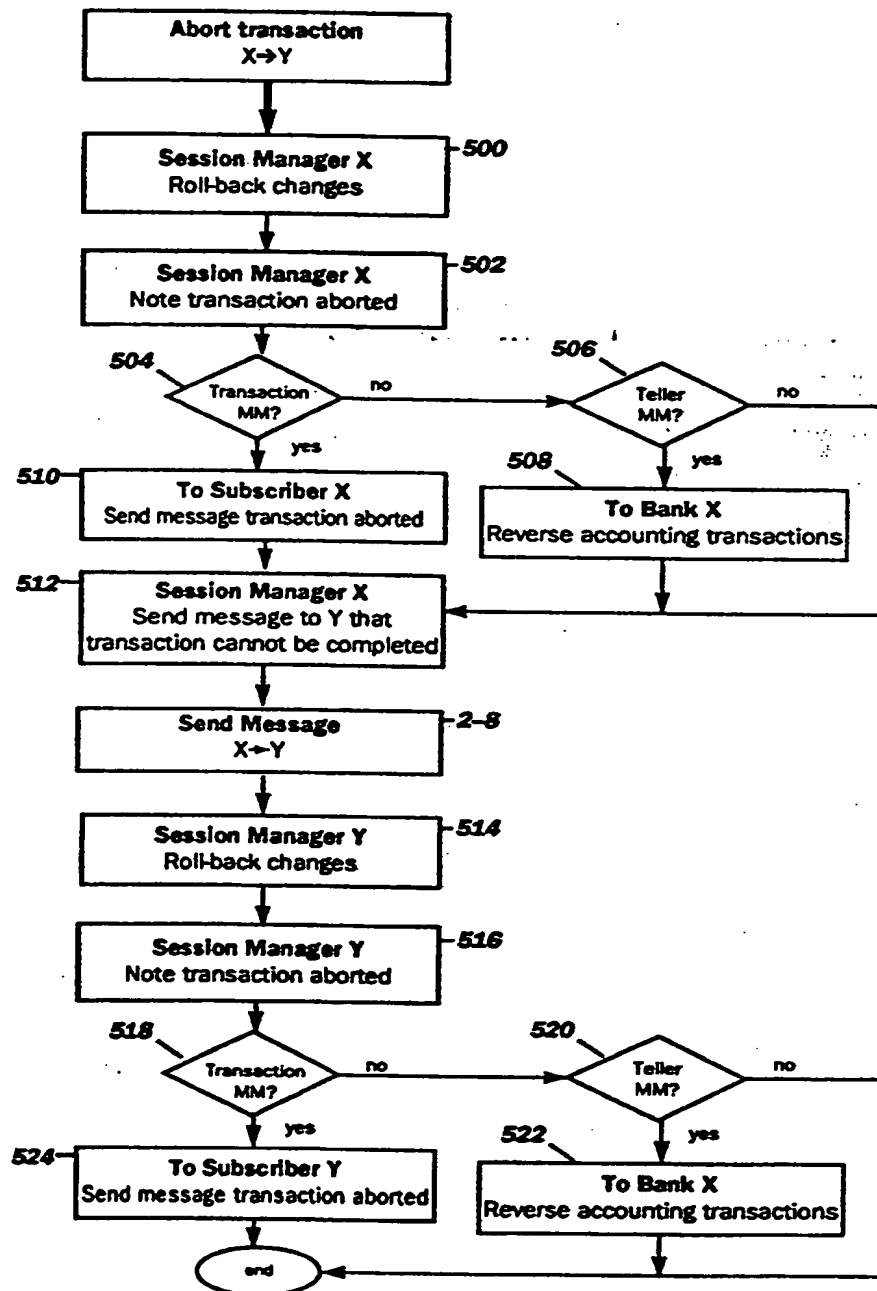 Abort transaction
X→Y
500
Session Manager X
Roll-back changes
502
Session Manager X
Note transaction aborted
504
Transaction
MM?
no
yes
506
Teller
MM?
no
yes
510
To Subscriber X
Send message transaction aborted
508
To Bank X
Reverse accounting transactions
512
Session Manager X
Send message to Y that
transaction cannot be completed
2-8
Send Message
X→Y
514
Session Manager Y
Roll-back changes
516
Session Manager Y
Note transaction aborted
518
Transaction
MM?
no
yes
520
Teller
MM?
no
yes
524
To Subscriber Y
Send message transaction aborted
522
To Bank X
Reverse accounting transactions
end